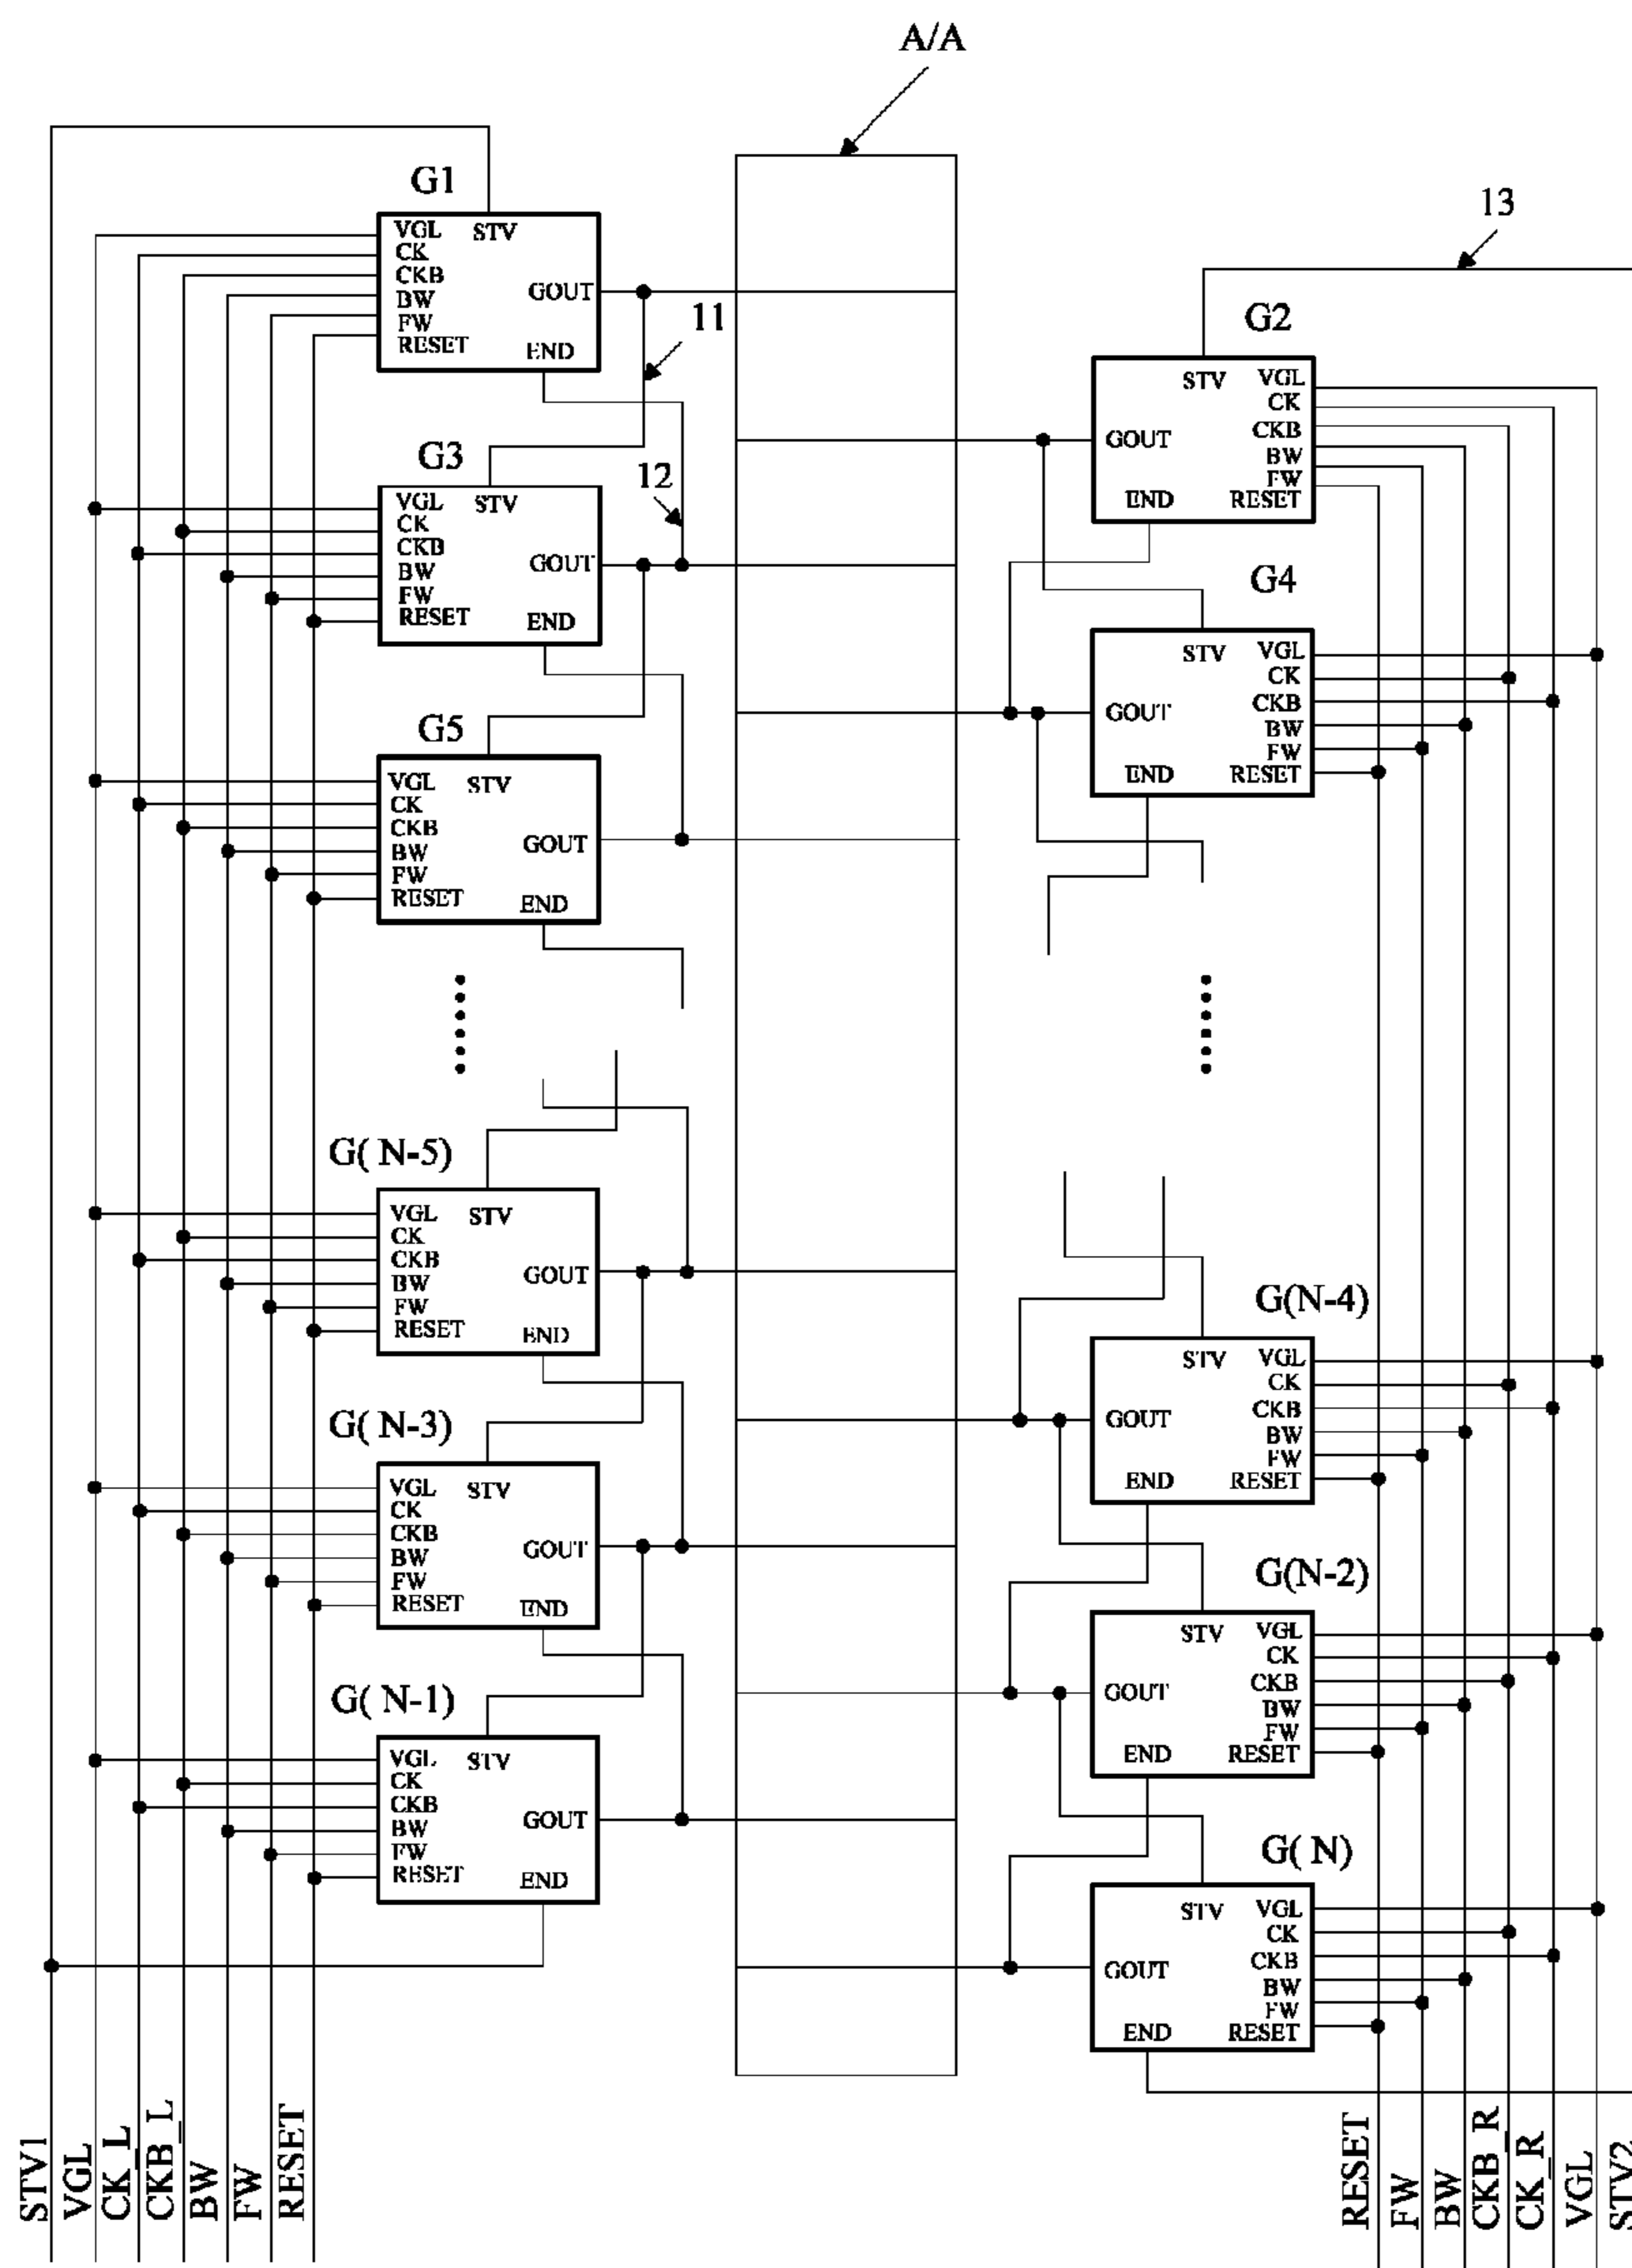 A/A
G1
VGL STV
CK
CKB
BW
FW
RESET
GOUT
END
11
G3
VGL STV
CK
CKB
BW
FW
RESET
GOUT
END
12
G5
VGL STV
CK
CKB
BW
FW
RESET
GOUT
END
G( N-5)
VGL STV
CK
CKB
BW
FW
RESET
GOUT
END
G( N-3)
VGL STV
CK
CKB
BW
FW
RESET
GOUT
END
G( N-1)
VGL STV
CK
CKB
BW
FW
RESET
GOUT
END
13
G2
STV VGL
CK
CKB
BW
FW
RESET
GOUT
END
G4
STV VGL
CK
CKB
BW
FW
RESET
GOUT
END
G(N-4)
STV VGL
CK
CKB
BW
FW
RESET
GOUT
END
G(N-2)
STV VGL
CK
CKB
BW
FW
RESET
GOUT
END
G( N)
STV VGL
CK
CKB
BW
FW
RESET
GOUT
END
STV1
VGL
CK_L
CKB_L
BW
FW
RESET
RESET
FW
BW
CKB_R
CK_R
VGL
STV2